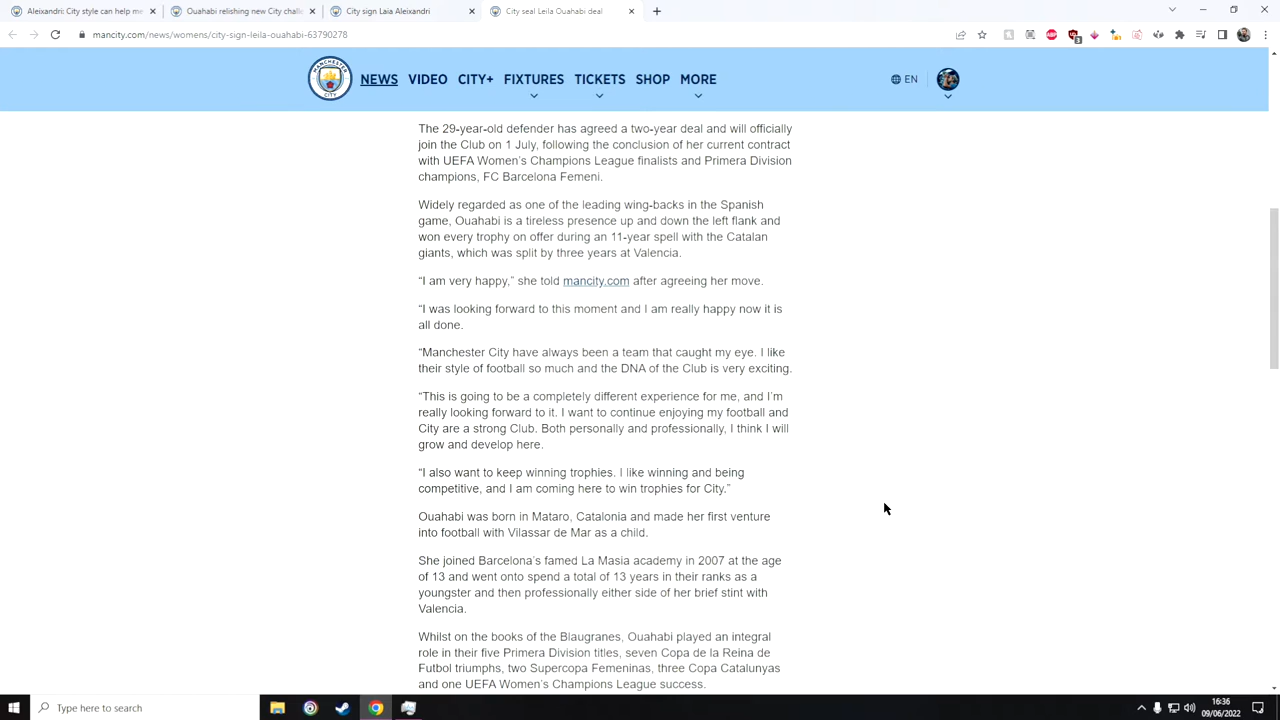 Aleixandri: City style can help me
Ouahabi relishing new City challe
City sign Laia Aleixandri
City seal Leila Ouahabi deal
mancity.com/news/womens/city-sign-leila-ouahabi-63790278
ABP
3
MANCHESTER
CITY
NEWS VIDEO CITY+ FIXTURES TICKETS SHOP MORE
EN
The 29-year-old defender has agreed a two-year deal and will officially
join the Club on 1 July, following the conclusion of her current contract
with UEFA Women's Champions League finalists and Primera Division
champions, FC Barcelona Femeni.
Widely regarded as one of the leading wing-backs in the Spanish
game, Ouahabi is a tireless presence up and down the left flank and
won every trophy on offer during an 11-year spell with the Catalan
giants, which was split by three years at Valencia.
“I am very happy,” she told mancity.com after agreeing her move.
“I was looking forward to this moment and I am really happy now it is
all done.
“Manchester City have always been a team that caught my eye. I like
their style of football so much and the DNA of the Club is very exciting.
“This is going to be a completely different experience for me, and I'm
really looking forward to it. I want to continue enjoying my football and
City are a strong Club. Both personally and professionally, I think I will
grow and develop here.
“I also want to keep winning trophies. I like winning and being
competitive, and I am coming here to win trophies for City.”
Ouahabi was born in Mataro, Catalonia and made her first venture
into football with Vilassar de Mar as a child.
She joined Barcelona's famed La Masia academy in 2007 at the age
of 13 and went onto spend a total of 13 years in their ranks as a
youngster and then professionally either side of her brief stint with
Valencia.
Whilst on the books of the Blaugranes, Ouahabi played an integral
role in their five Primera Division titles, seven Copa de la Reina de
Futbol triumphs, two Supercopa Femeninas, three Copa Catalunyas
and one UEFA Women's Champions League success.
Type here to search
16:36
09/06/2022